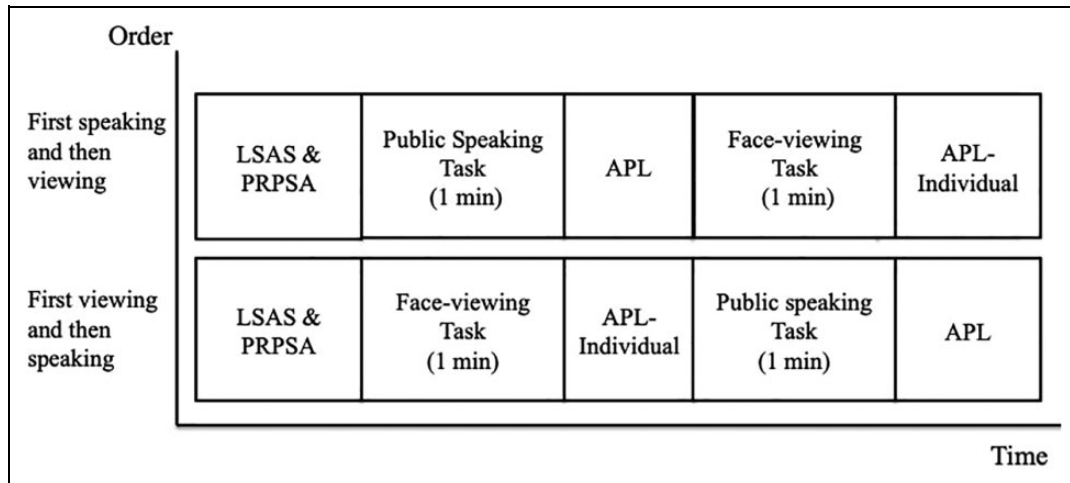 Order
First speaking
and then
viewing
LSAS &
PRPSA
Public Speaking
Task
(1 min)
APL
Face-viewing
Task
(1 min)
APL-
Individual
First viewing
and then
speaking
LSAS &
PRPSA
Face-viewing
Task
(1 min)
APL-
Individual
Public speaking
Task
(1 min)
APL
Time